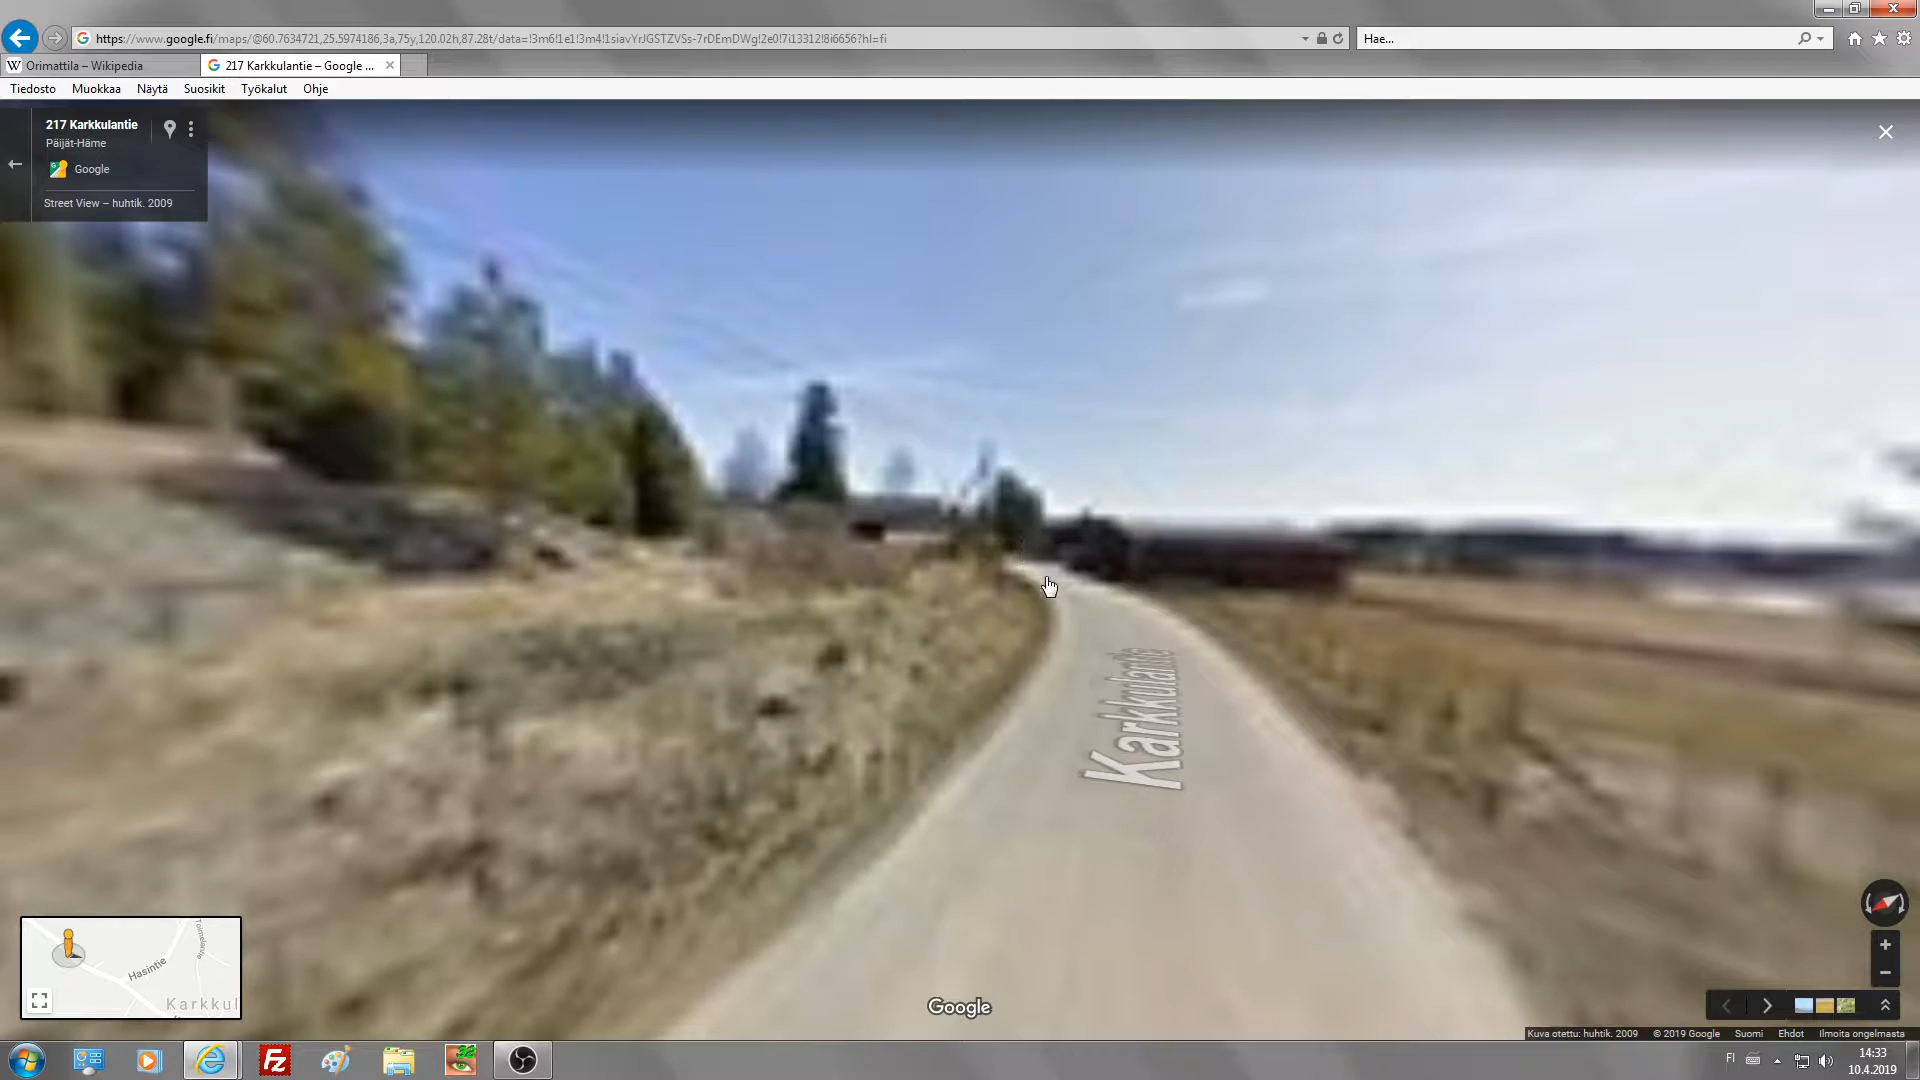 https://www.google.fi/maps/@60.7634721,25.5974186,3a,75y,120.02h,87.28t/data=!3m6!1e1!3m4!1siavYrJGSTZVSs-7rDEmDWg!2e0!7i13312!8i6656?hl=fi
Hae...
Orimattila – Wikipedia
217 Karkkulantie – Google ...
Tiedosto Muokkaa Näytä Suosikit Työkalut Ohje
217 Karkkulantie
Päijät-Häme
Google
Street View – huhtik. 2009
Karkkulantie
Toimelantie
Hasintie
Karkkul
Google
Kuva otettu: huhtik. 2009 © 2019 Google Suomi Ehdot Ilmoita ongelmasta
FI
14:33
10.4.2019